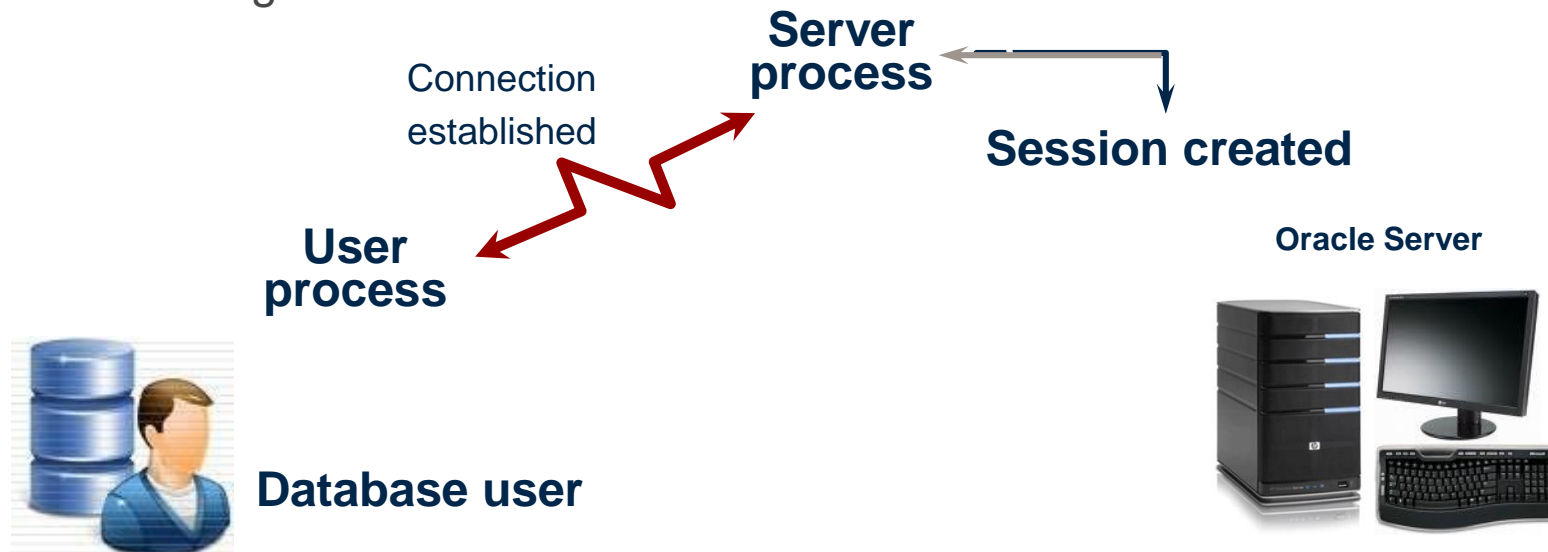 Server
process
Connection
established
Session created
User
process
Oracle Server
Database user